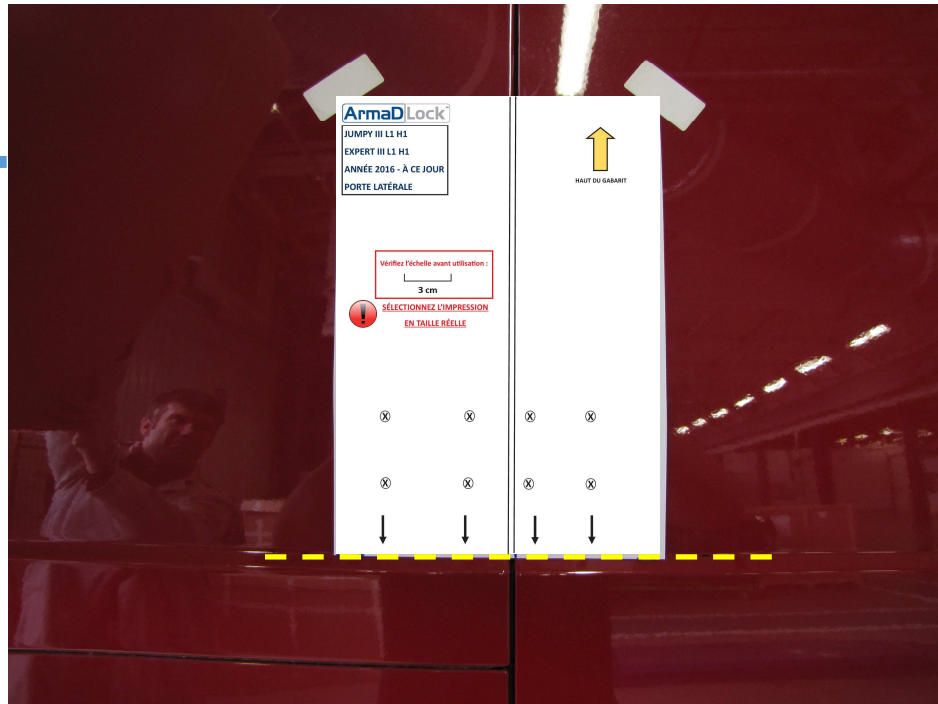 ArmaDLock™
JUMPY III L1 H1
EXPERT III L1 H1
ANNÉE 2016 - À CE JOUR
PORTE LATÉRALE
HAUT DU GABARIT
Vérifiez l'échelle avant utilisation :
3 cm
SÉLECTIONNEZ L'IMPRESSION
EN TAILLE RÉELLE
X X X X
X X X X